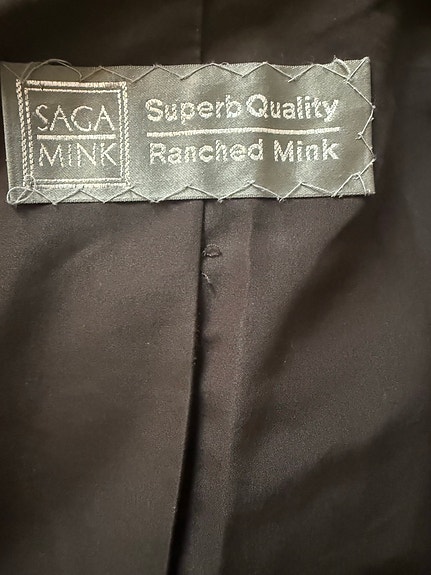 SAGA
MINK
Superb Quality
Ranched Mink